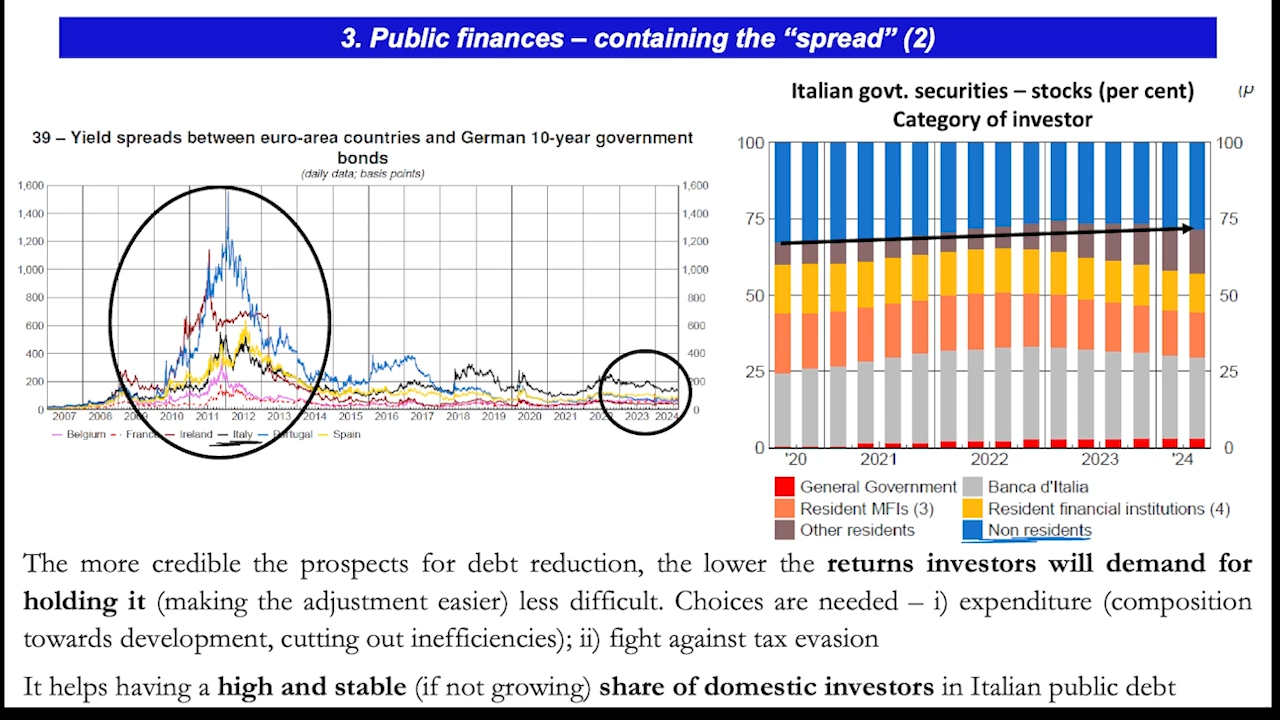 3. Public finances – containing the “spread” (2)
Italian govt. securities – stocks (per cent)
Category of investor
39 – Yield spreads between euro-area countries and German 10-year government
bonds
(daily data; basis points)
1,600 1,600
1,400 1,400
1,200 1,200
1,000 1,000
800 800
600 600
400 400
200 200
0 0
2007 2008 2009 2010 2011 2012 2013 2014 2015 2016 2017 2018 2019 2020 2021 2022 2023 2024
Belgium France Ireland Italy Portugal Spain
100 100
75 75
50 50
25 25
0 0
'20 2021 2022 2023 '24
General Government Banca d'Italia
Resident MFIs (3) Resident financial institutions (4)
Other residents Non residents
The more credible the prospects for debt reduction, the lower the returns investors will demand for
holding it (making the adjustment easier) less difficult. Choices are needed – i) expenditure (composition
towards development, cutting out inefficiencies); ii) fight against tax evasion
It helps having a high and stable (if not growing) share of domestic investors in Italian public debt